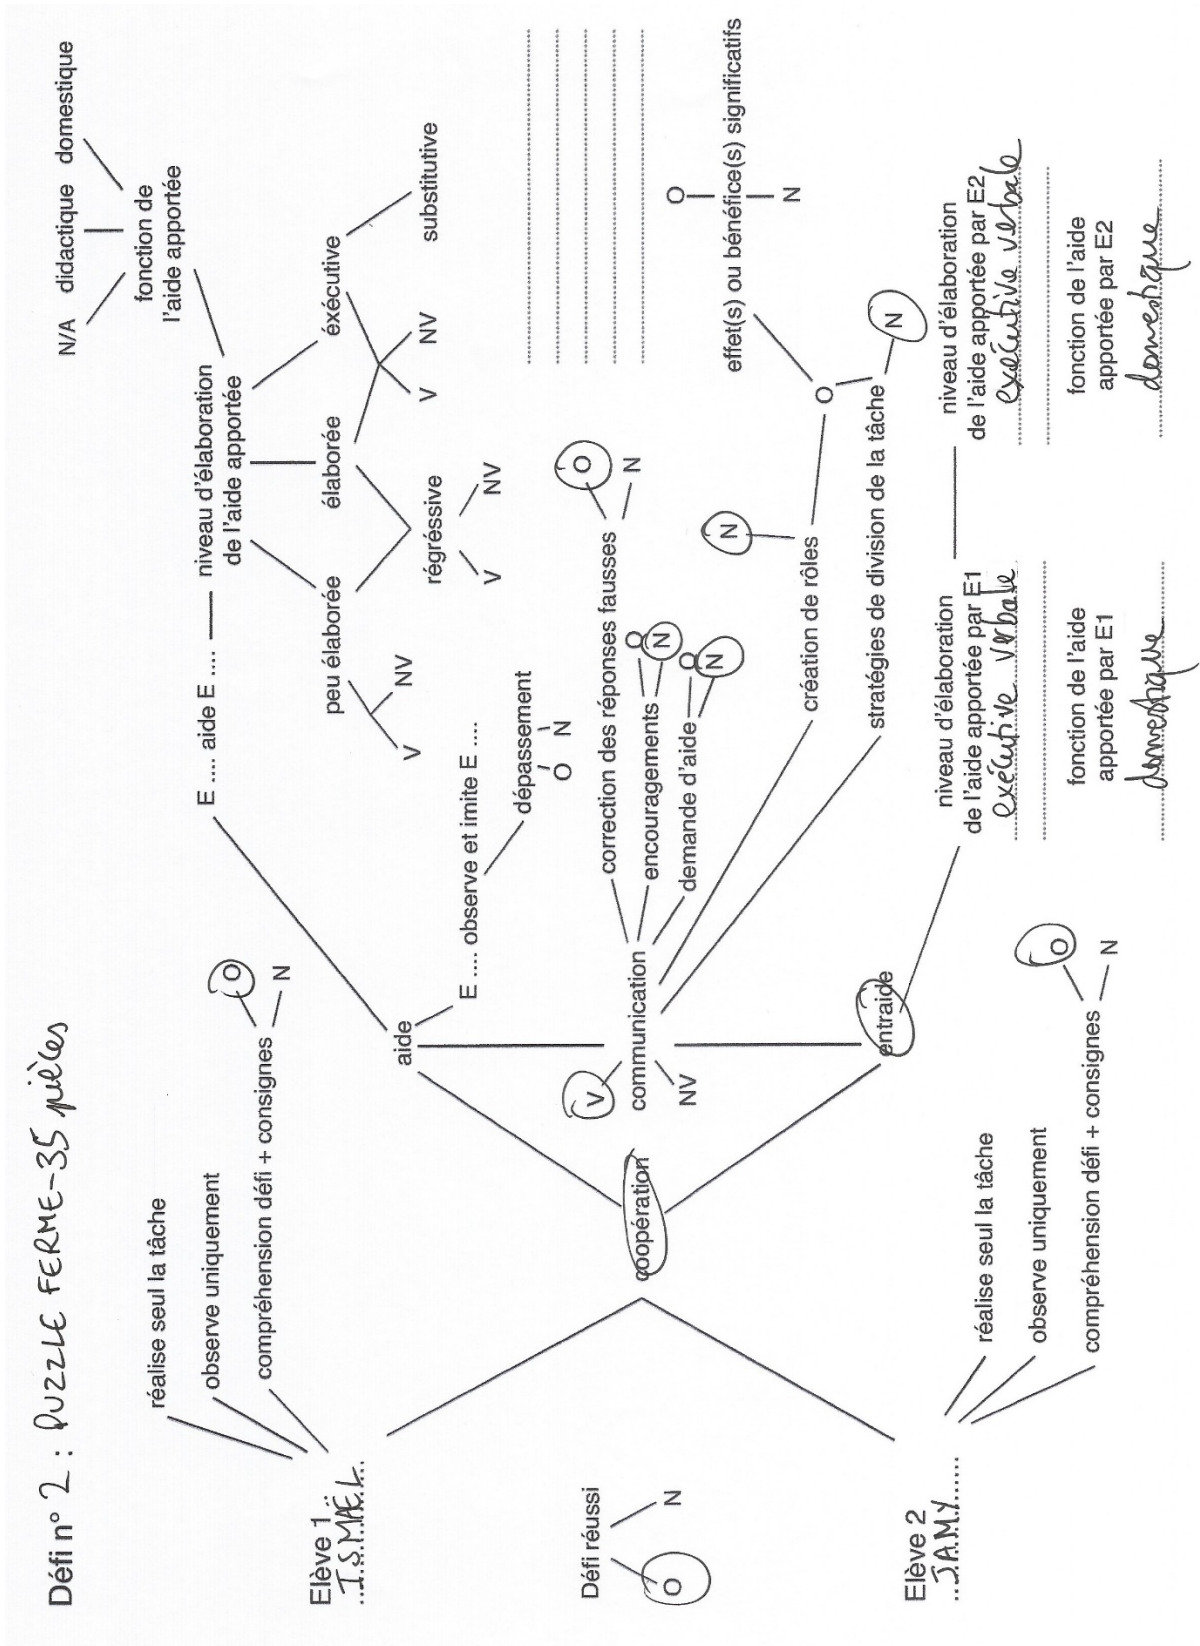 Défi n° 2 : PUZZLE FERME-35 pièces
réalise seul la tâche
observe uniquement
compréhension défi + consignes
O
N
Elève 1
ISMAËL
E .... aide E ....
niveau d'élaboration
de l'aide apportée
fonction de
l'aide apportée
N/A
didactique
domestique
peu élaborée
V
NV
élaborée
régréssive
V
NV
éxécutive
V
NV
substitutive
aide
E .... observe et imite E ....
dépassement
O
N
Défi réussi
O
N
coopération
communication
V
NV
correction des réponses fausses
O
N
encouragements
O
N
demande d'aide
O
N
création de rôles
N
O
stratégies de division de la tâche
N
effet(s) ou bénéfice(s) significatifs
O
N
entraide
niveau d'élaboration
de l'aide apportée par E1
exécutive verbale
fonction de l'aide
apportée par E1
domestique
niveau d'élaboration
de l'aide apportée par E2
exécutive verbale
fonction de l'aide
apportée par E2
domestique
Elève 2
JAMY
réalise seul la tâche
observe uniquement
compréhension défi + consignes
O
N